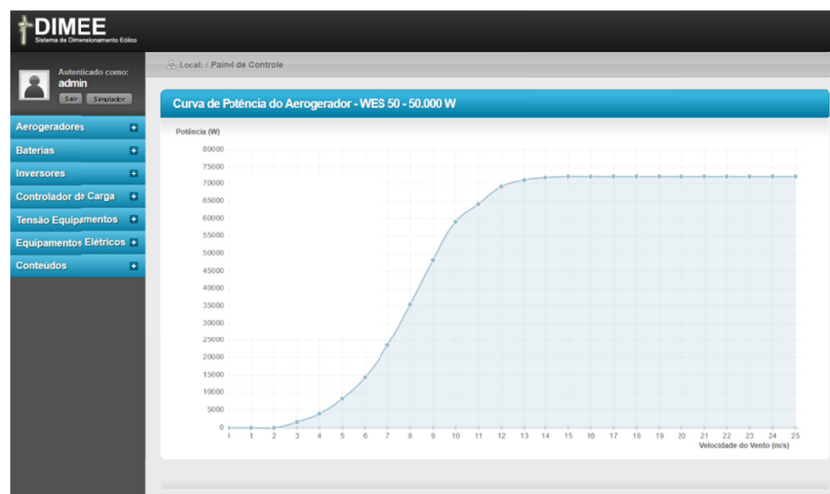 DIMEE
Sistema de Dimensionamento Eólico
Autenticado como:
admin
Sair
Simulador
Aerogeradores
Baterias
Inversores
Controlador de Carga
Tensão Equipamentos
Equipamentos Elétricos
Conteúdos
Local: / Painel de Controle
Curva de Potência do Aerogerador - WES 50 - 50.000 W
Potência (W)
80000
75000
70000
65000
60000
55000
50000
45000
40000
35000
30000
25000
20000
15000
10000
5000
0
1 2 3 4 5 6 7 8 9 10 11 12 13 14 15 16 17 18 19 20 21 22 23 24 25
Velocidade do Vento (m/s)